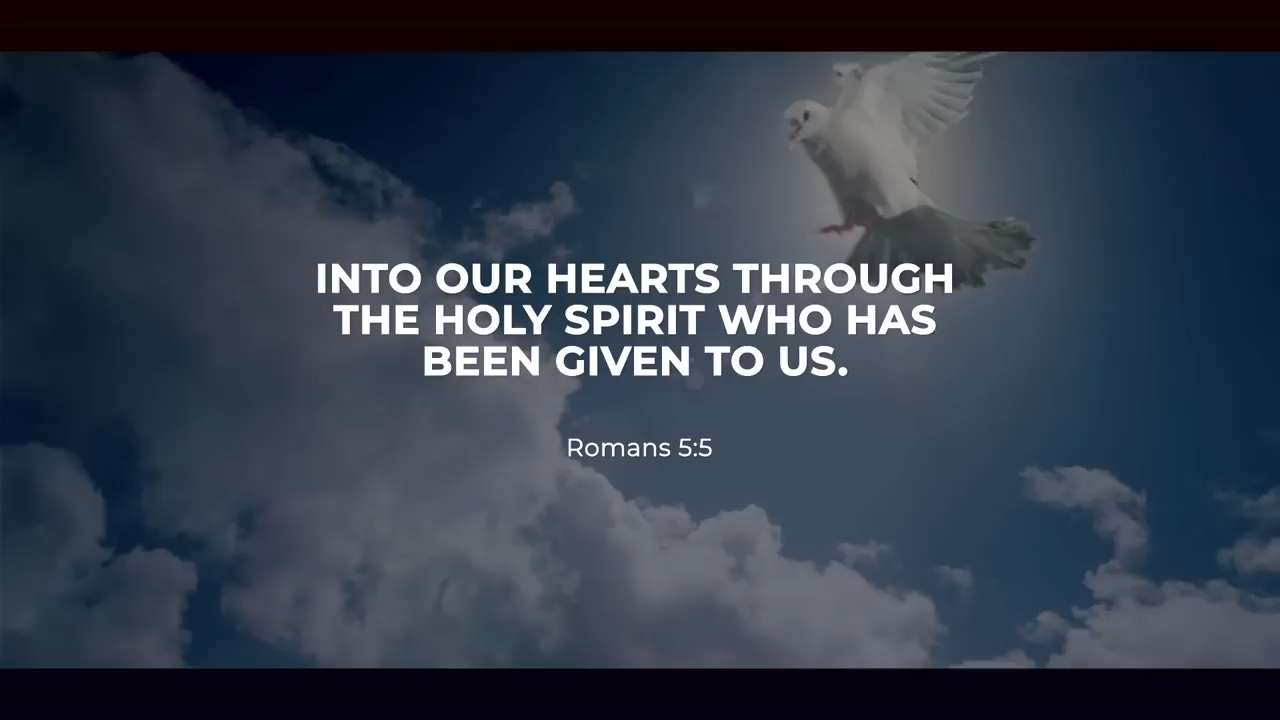 INTO OUR HEARTS THROUGH
THE HOLY SPIRIT WHO HAS
BEEN GIVEN TO US.
Romans 5:5